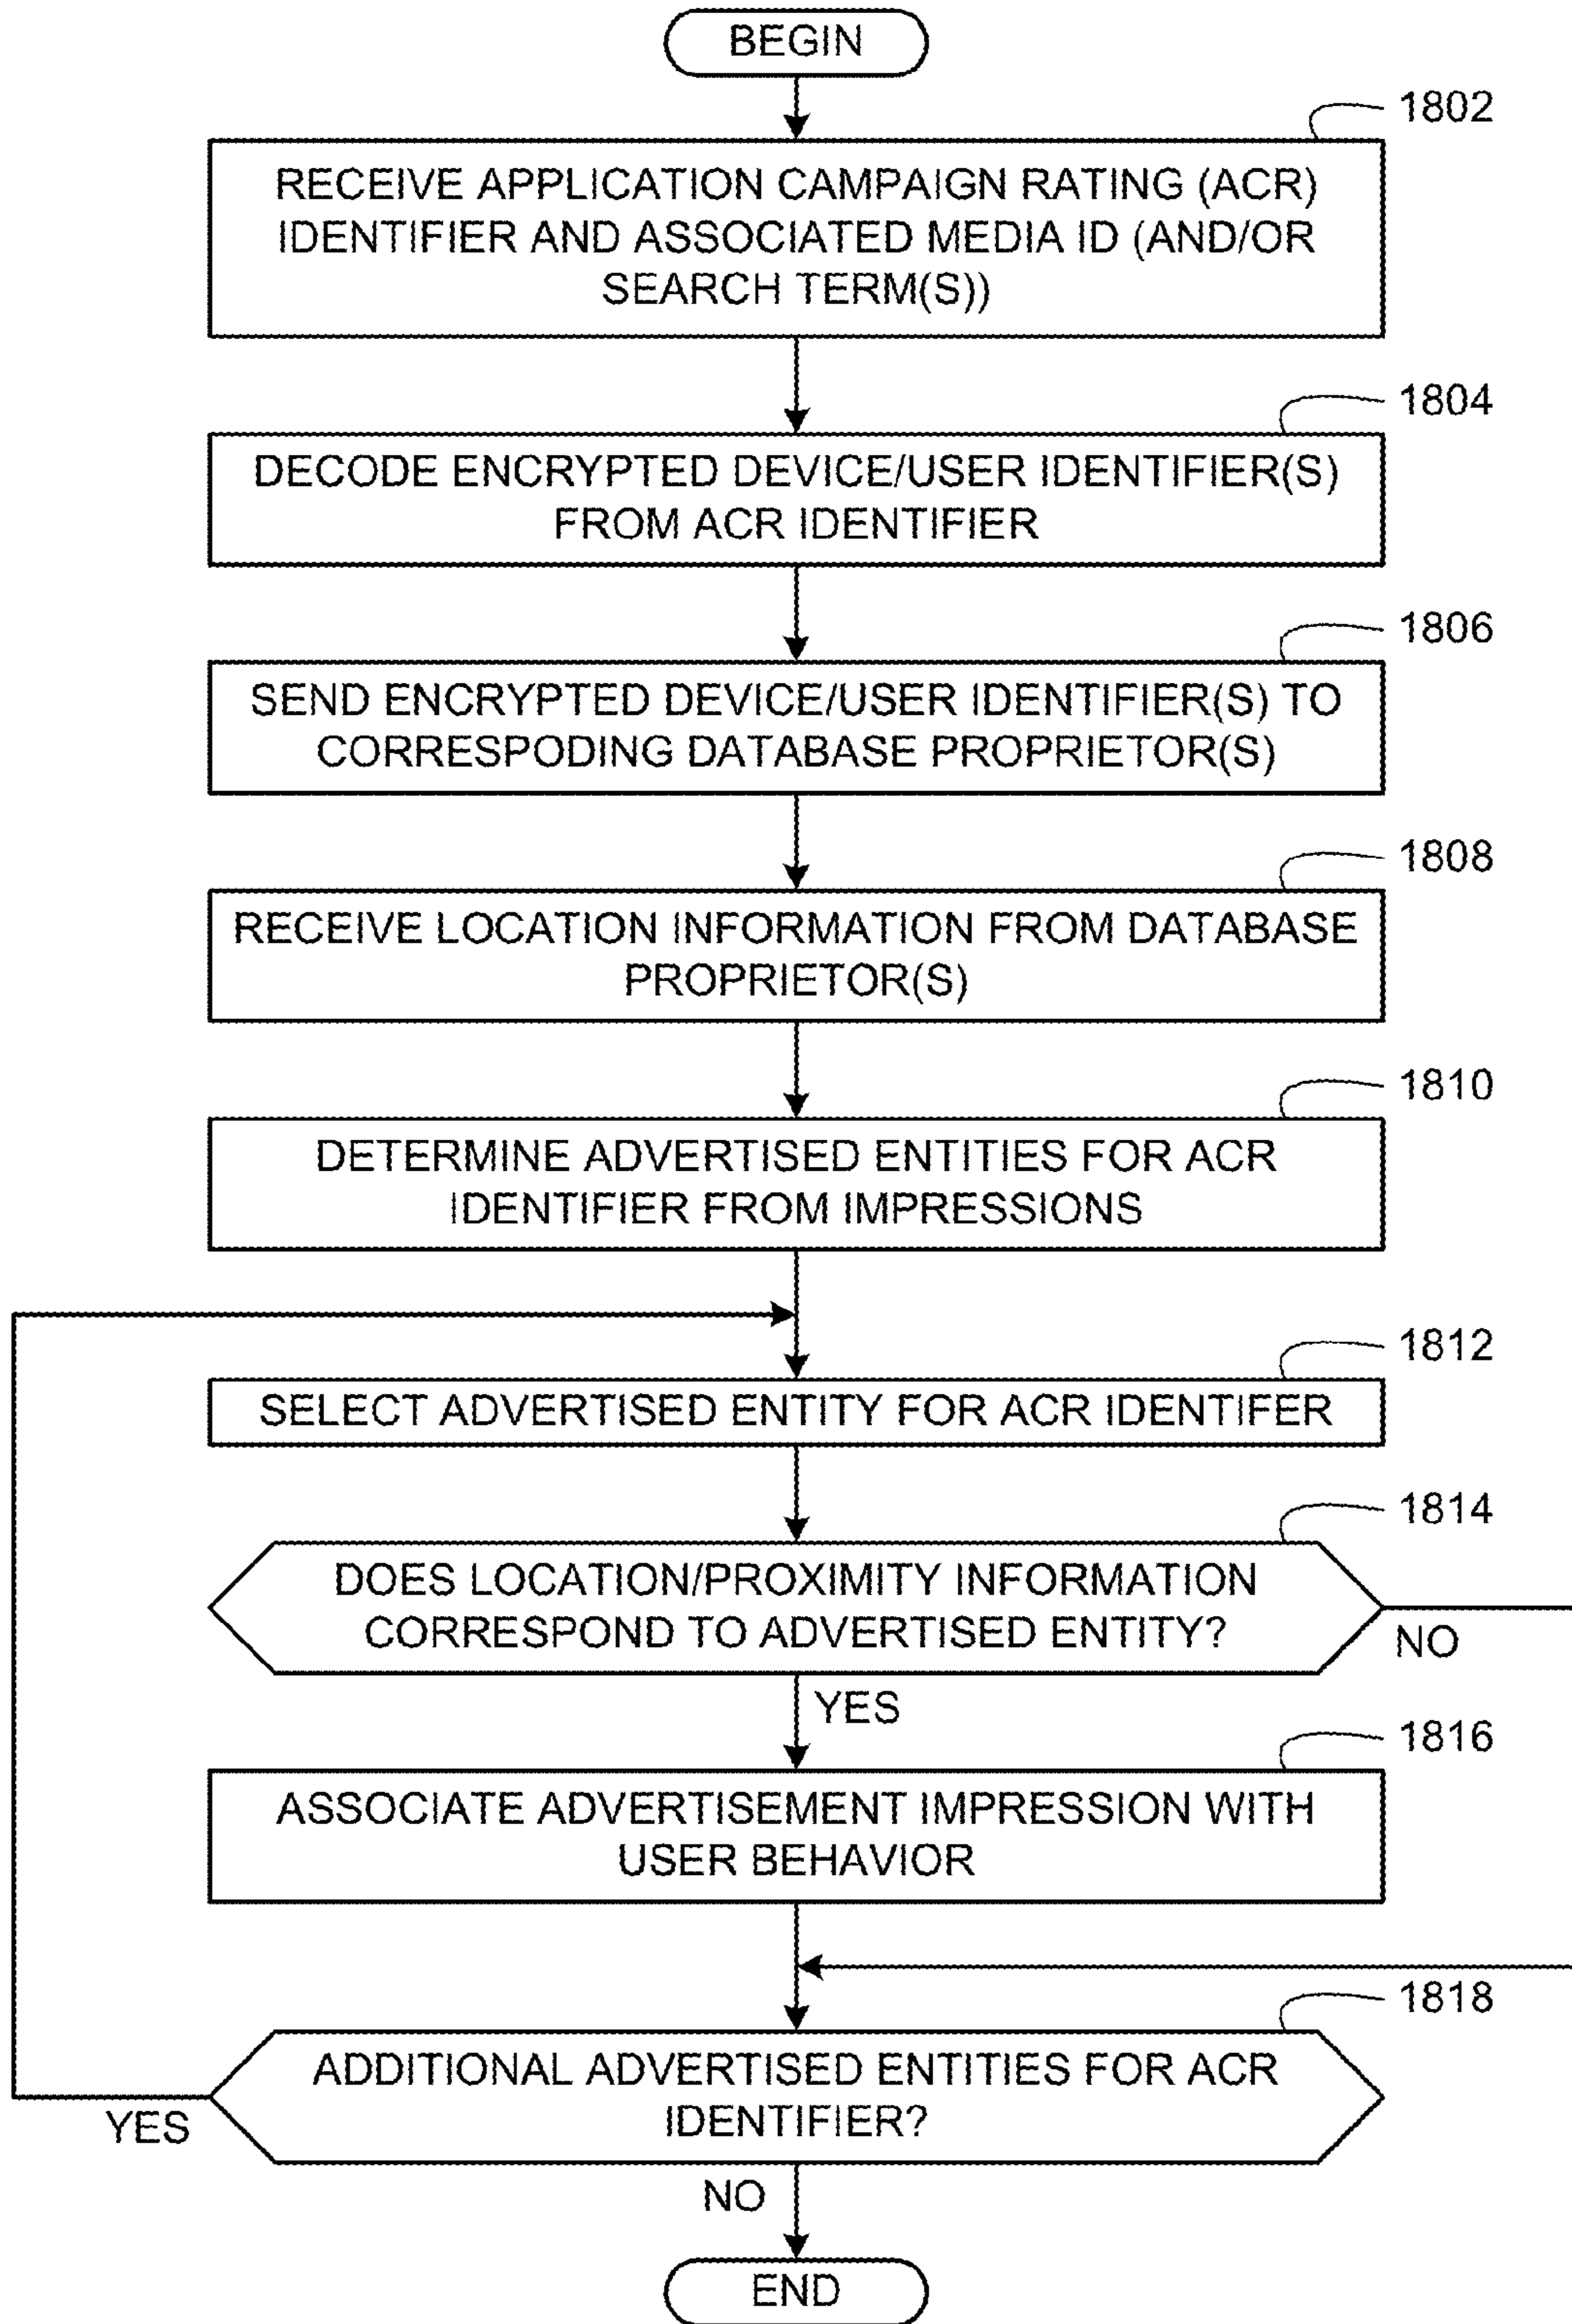 BEGIN
1802
RECEIVE APPLICATION CAMPAIGN RATING (ACR)
IDENTIFIER AND ASSOCIATED MEDIA ID (AND/OR
SEARCH TERM(S))
1804
DECODE ENCRYPTED DEVICE/USER IDENTIFIER(S)
FROM ACR IDENTIFIER
1806
SEND ENCRYPTED DEVICE/USER IDENTIFIER(S) TO
CORRESPODING DATABASE PROPRIETOR(S)
1808
RECEIVE LOCATION INFORMATION FROM DATABASE
PROPRIETOR(S)
1810
DETERMINE ADVERTISED ENTITIES FOR ACR
IDENTIFIER FROM IMPRESSIONS
1812
SELECT ADVERTISED ENTITY FOR ACR IDENTIFER
1814
DOES LOCATION/PROXIMITY INFORMATION
CORRESPOND TO ADVERTISED ENTITY?
NO
YES
1816
ASSOCIATE ADVERTISEMENT IMPRESSION WITH
USER BEHAVIOR
1818
ADDITIONAL ADVERTISED ENTITIES FOR ACR
IDENTIFIER?
YES
NO
END